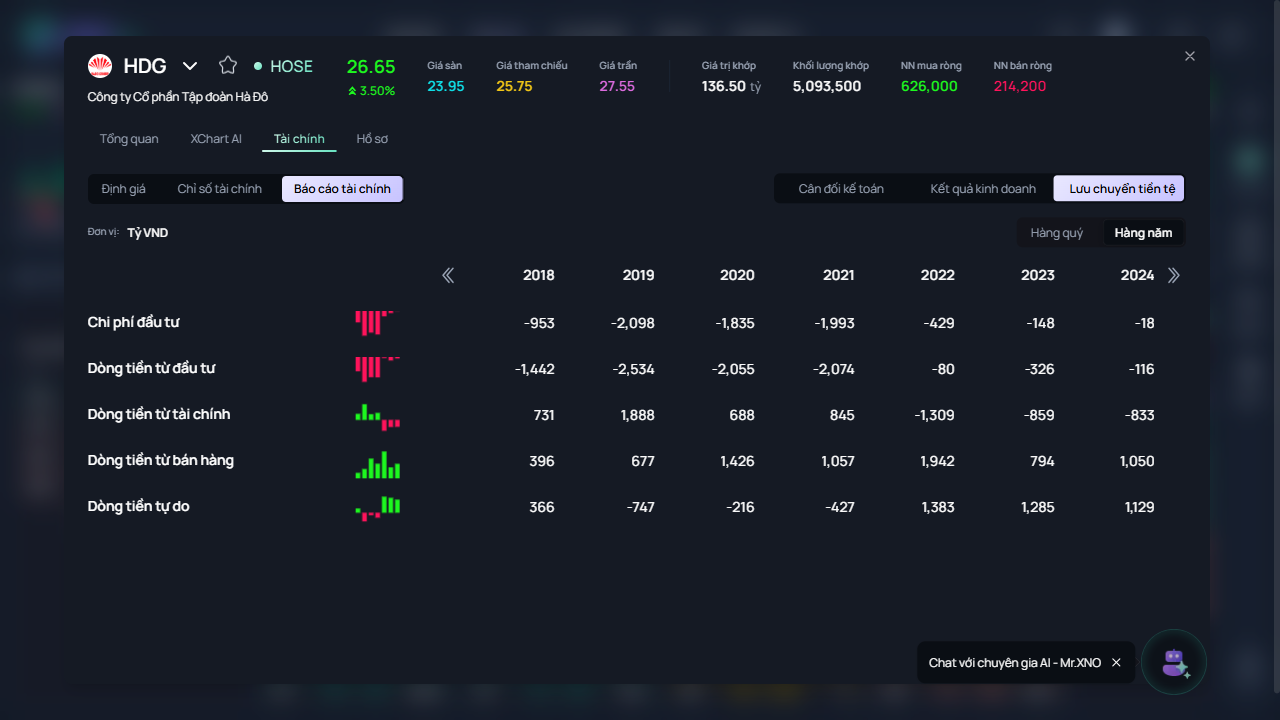 HDG
HOSE
Công ty Cổ phần Tập đoàn Hà Đô
26.65
3.50%
Giá sàn
23.95
Giá tham chiếu
25.75
Giá trần
27.55
Giá trị khớp
136.50 tỷ
Khối lượng khớp
5,093,500
NN mua ròng
626,000
NN bán ròng
214,200
Tổng quan XChart AI Tài chính Hồ sơ
Định giá Chỉ số tài chính Báo cáo tài chính
Cân đối kế toán Kết quả kinh doanh Lưu chuyển tiền tệ
Đơn vị: Tỷ VND
Hàng quý Hàng năm
2018 2019 2020 2021 2022 2023 2024
Chi phí đầu tư -953 -2,098 -1,835 -1,993 -429 -148 -18
Dòng tiền từ đầu tư -1,442 -2,534 -2,055 -2,074 -80 -326 -116
Dòng tiền từ tài chính 731 1,888 688 845 -1,309 -859 -833
Dòng tiền từ bán hàng 396 677 1,426 1,057 1,942 794 1,050
Dòng tiền tự do 366 -747 -216 -427 1,383 1,285 1,129
Chat với chuyên gia AI - Mr.XNO